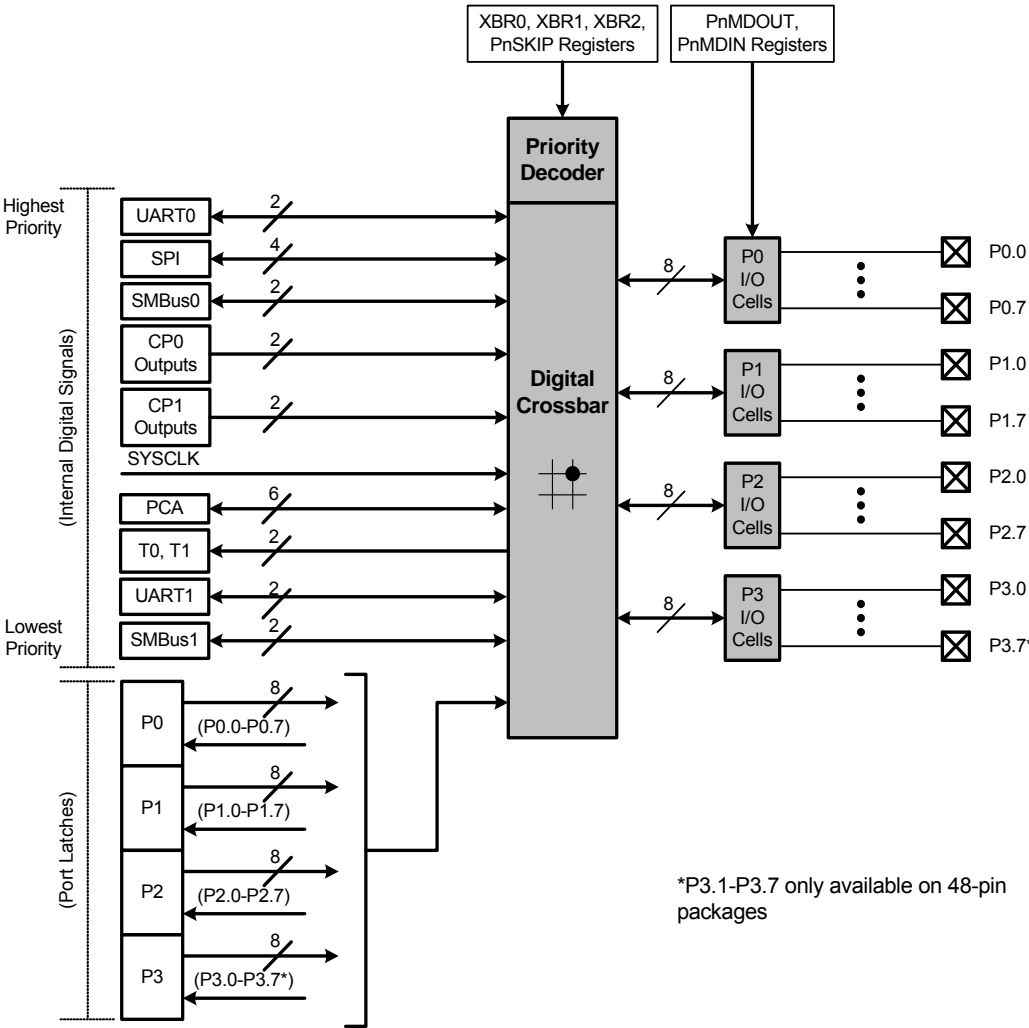 XBR0, XBR1, XBR2,
PnSKIP Registers
PnMDOUT,
PnMDIN Registers
Priority
Decoder
Highest
Priority
(Internal Digital Signals)
Lowest
Priority
UART0
2
SPI
4
SMBus0
2
CP0
Outputs
2
CP1
Outputs
2
SYSCLK
PCA
6
T0, T1
2
UART1
2
SMBus1
2
Digital
Crossbar
8
P0
I/O
Cells
P0.0
P0.7
8
P1
I/O
Cells
P1.0
P1.7
8
P2
I/O
Cells
P2.0
P2.7
8
P3
I/O
Cells
P3.0
P3.7*
(Port Latches)
P0
8
(P0.0-P0.7)
P1
8
(P1.0-P1.7)
P2
8
(P2.0-P2.7)
P3
8
(P3.0-P3.7*)
*P3.1-P3.7 only available on 48-pin
packages